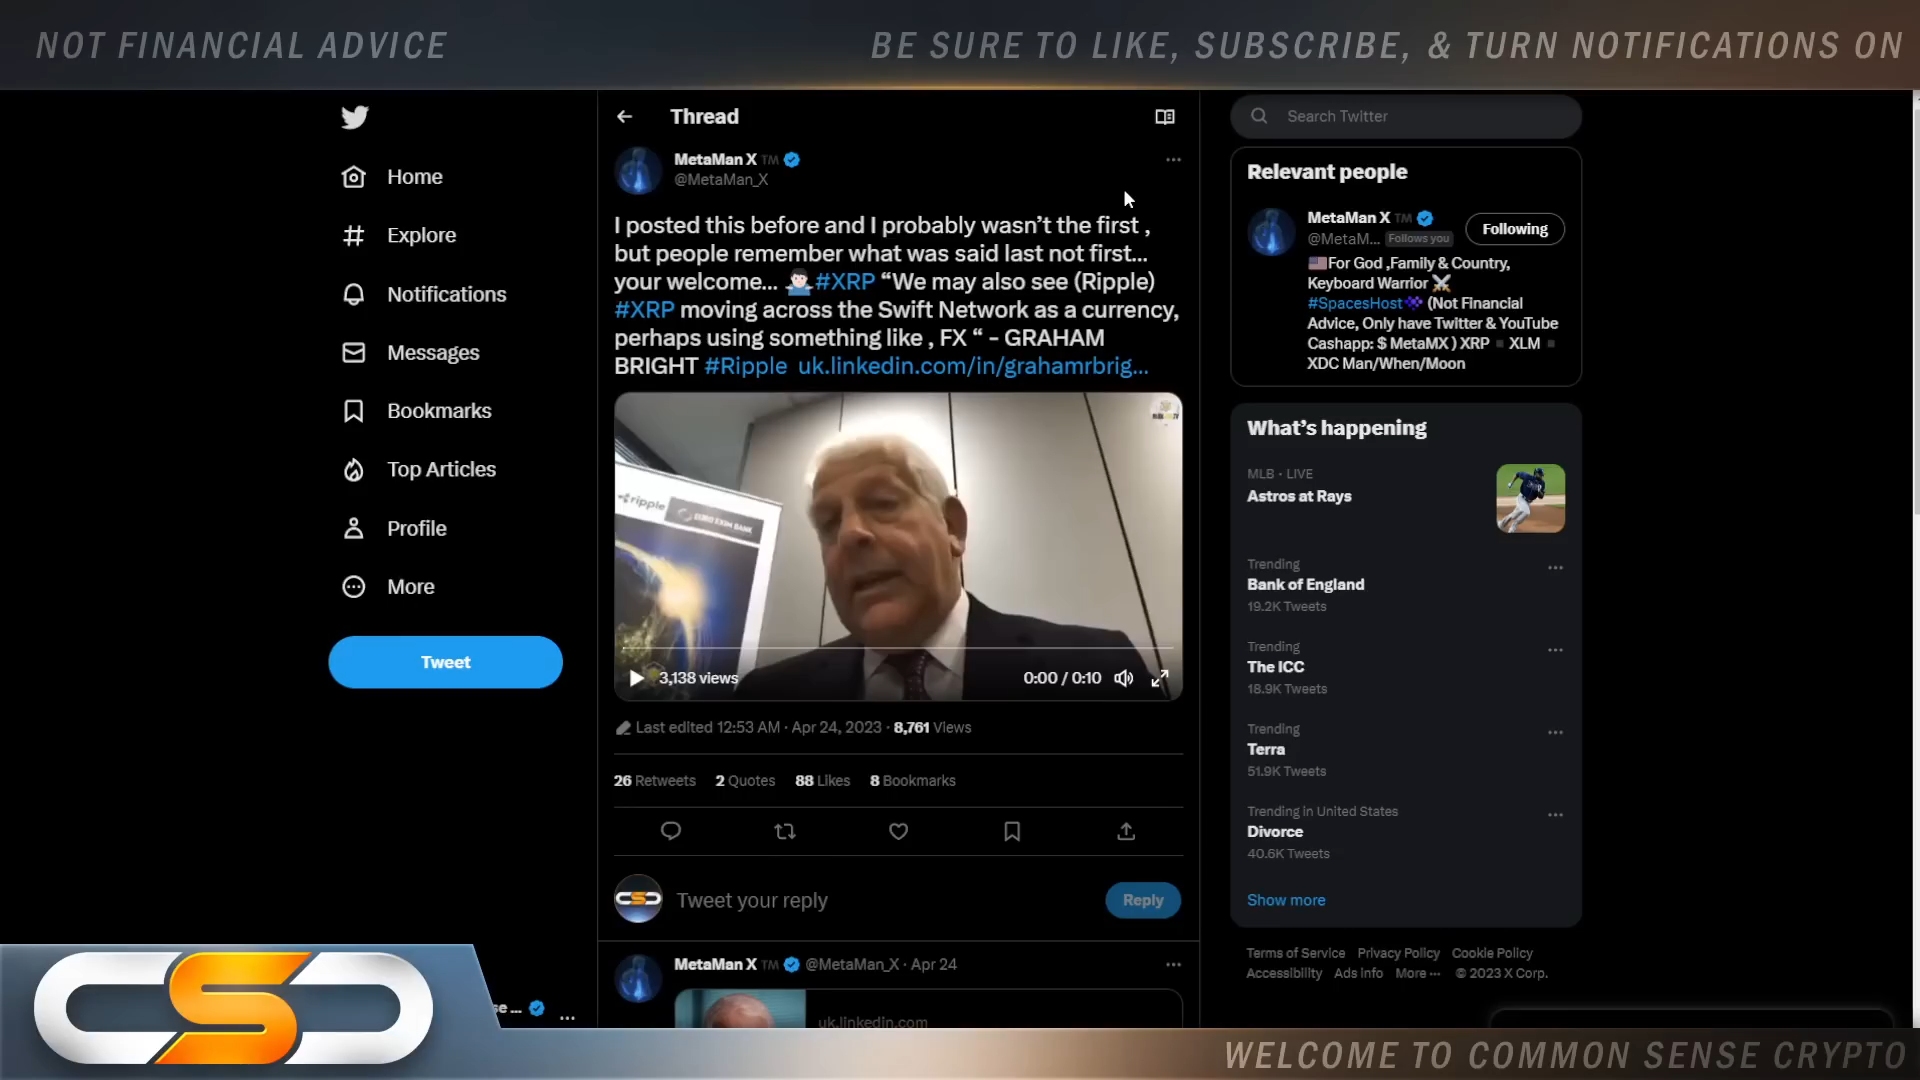 NOT FINANCIAL ADVICE
BE SURE TO LIKE, SUBSCRIBE, & TURN NOTIFICATIONS ON
Home
Explore
Notifications
Messages
Bookmarks
Top Articles
Profile
More
Tweet
Thread
MetaMan X TM
@MetaMan_X
I posted this before and I probably wasn’t the first ,
but people remember what was said last not first...
your welcome... #XRP “We may also see (Ripple)
#XRP moving across the Swift Network as a currency,
perhaps using something like , FX “ - GRAHAM
BRIGHT #Ripple uk.linkedin.com/in/grahamrbrig...
ripple
EURO EXIM BANK
3,138 views
0:00 / 0:10
Last edited 12:53 AM · Apr 24, 2023 · 8,761 Views
26 Retweets 2 Quotes 88 Likes 8 Bookmarks
Tweet your reply
Reply
MetaMan X TM @MetaMan_X · Apr 24
uk.linkedin.com
Search Twitter
Relevant people
MetaMan X TM
@MetaM... Follows you
Following
For God ,Family & Country,
Keyboard Warrior
#SpacesHost (Not Financial
Advice, Only have Twitter & YouTube
Cashapp: $ MetaMX ) XRP ▪ XLM ▪
XDC Man/When/Moon
What’s happening
MLB · LIVE
Astros at Rays
Trending
Bank of England
19.2K Tweets
Trending
The ICC
18.9K Tweets
Trending
Terra
51.9K Tweets
Trending in United States
Divorce
40.6K Tweets
Show more
Terms of Service Privacy Policy Cookie Policy
Accessibility Ads info More ··· © 2023 X Corp.
CSC
se ...
WELCOME TO COMMON SENSE CRYPTO